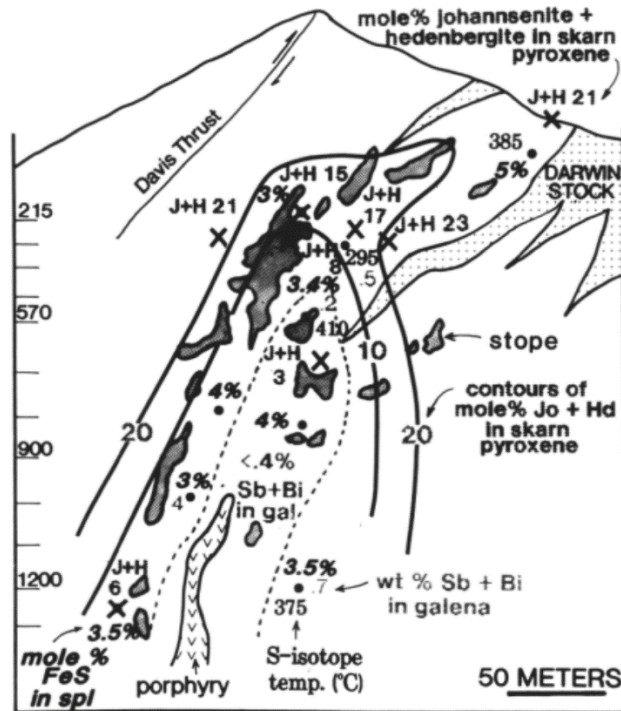 mole% johannsenite +
hedenbergite in skarn
pyroxene
J+H 21
Davis Thrust
385
5%
DARWIN
STOCK
J+H 15
3%
J+H
17
J+H 21
J+H 23
215
J+H
8
295
.5
3.4%
.2
570
410
stope
J+H
3
10
4%
20
4%
20
contours of
mole% Jo + Hd
in skarn
pyroxene
900
<.4%
3%
.4
Sb+Bi
in gal
J+H
6
1200
3.5%
.7
wt % Sb + Bi
in galena
375
3.5%
mole %
FeS
in spl
porphyry
S-isotope
temp. (°C)
50 METERS